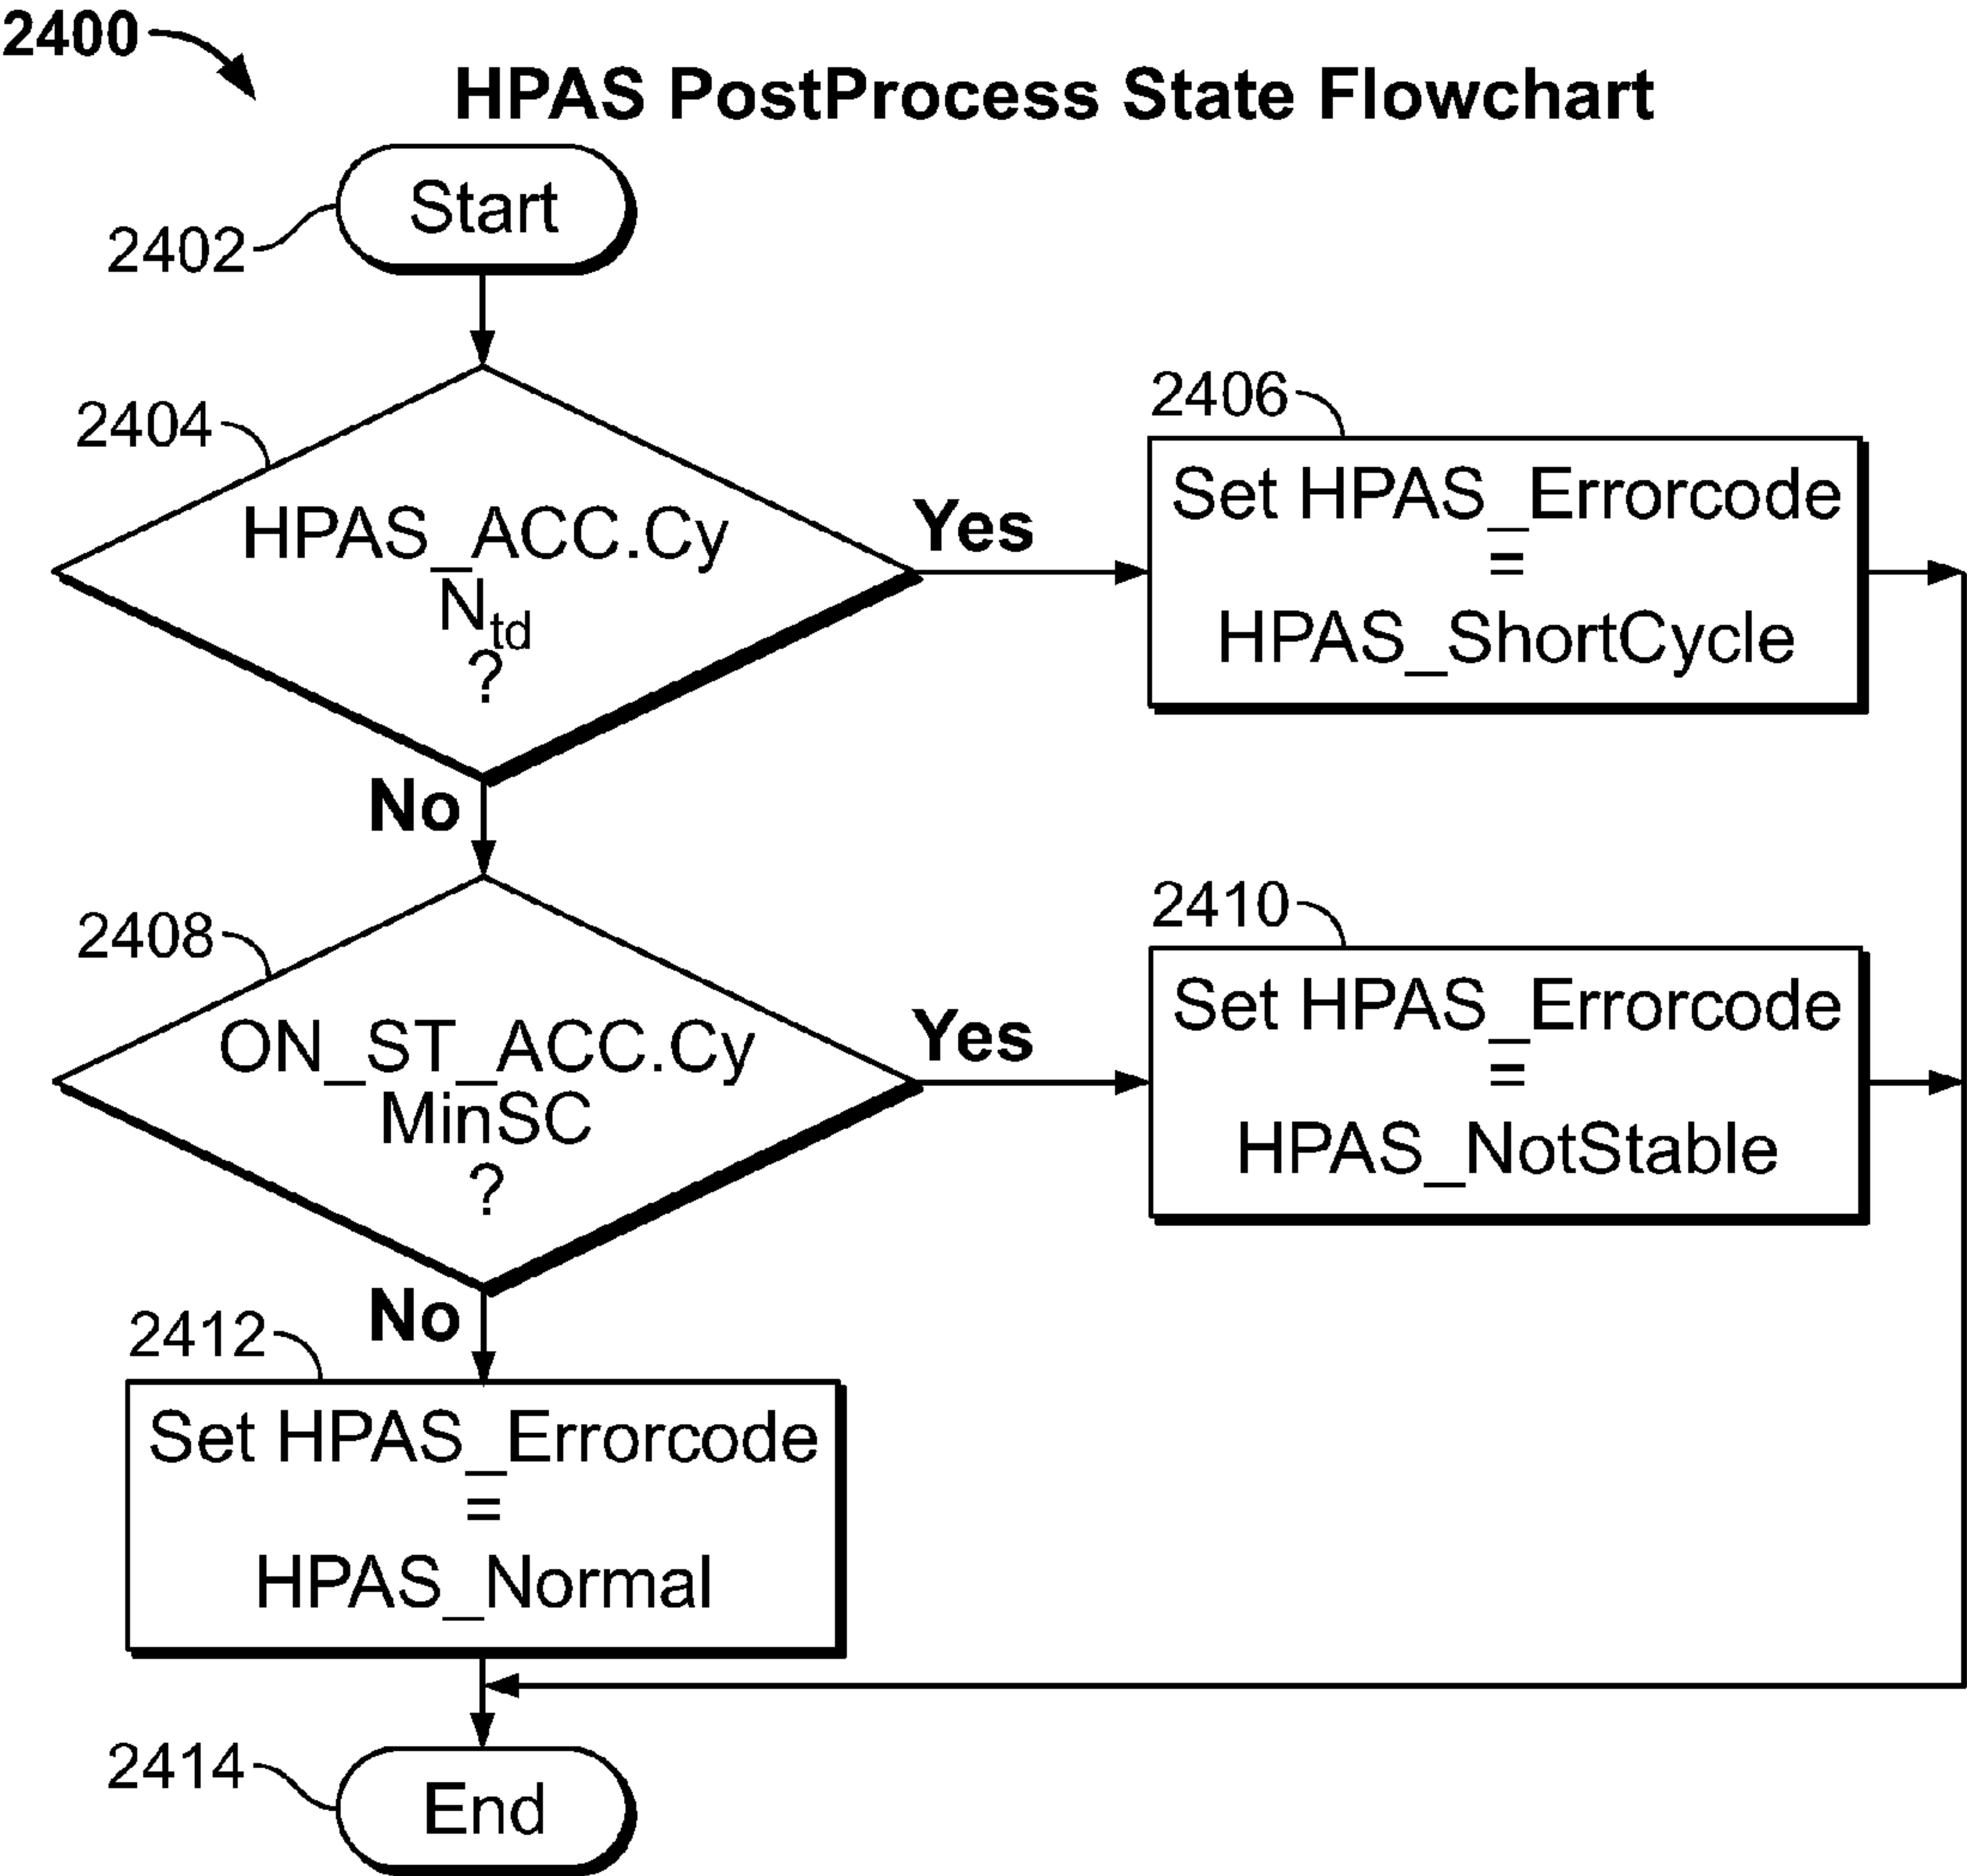 2400
HPAS PostProcess State Flowchart
Start
2402
2404
HPAS_ACC.Cy
Ntd
?
Yes
2406
Set HPAS_Errorcode
=
HPAS_ShortCycle
No
2408
ON_ST_ACC.Cy
MinSC
?
Yes
2410
Set HPAS_Errorcode
=
HPAS_NotStable
No
2412
Set HPAS_Errorcode
=
HPAS_Normal
2414
End